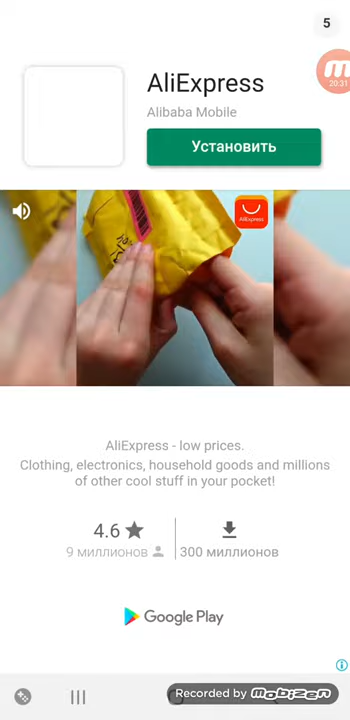 5
AliExpress
20:31
Alibaba Mobile
Установить
AliExpress
AliExpress - low prices.
Clothing, electronics, household goods and millions
of other cool stuff in your pocket!
4.6
9 миллионов
300 миллионов
Google Play
Recorded by mobizen